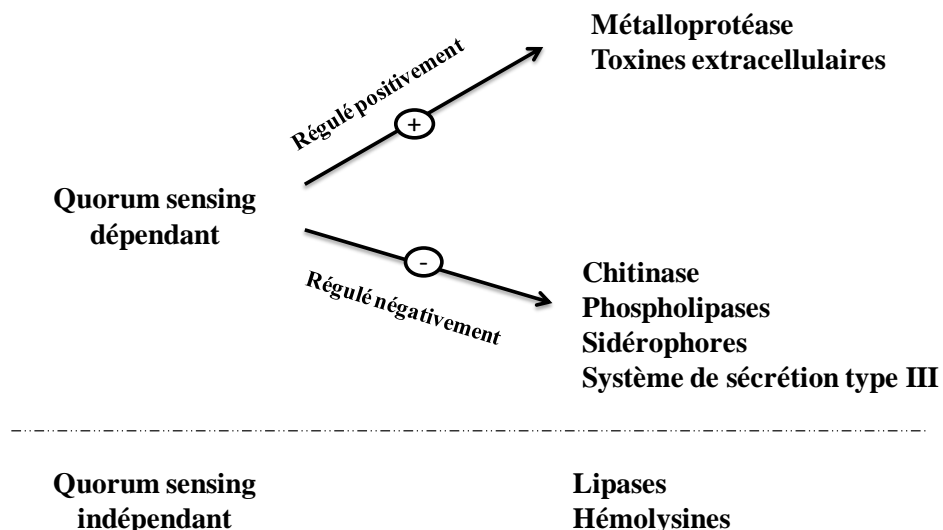 Métalloprotéase
Toxines extracellulaires
Régulé positivement
+
Quorum sensing
dépendant
-
Régulé négativement
Chitinase
Phospholipases
Sidérophores
Système de sécrétion type III
Quorum sensing
indépendant
Lipases
Hémolysines